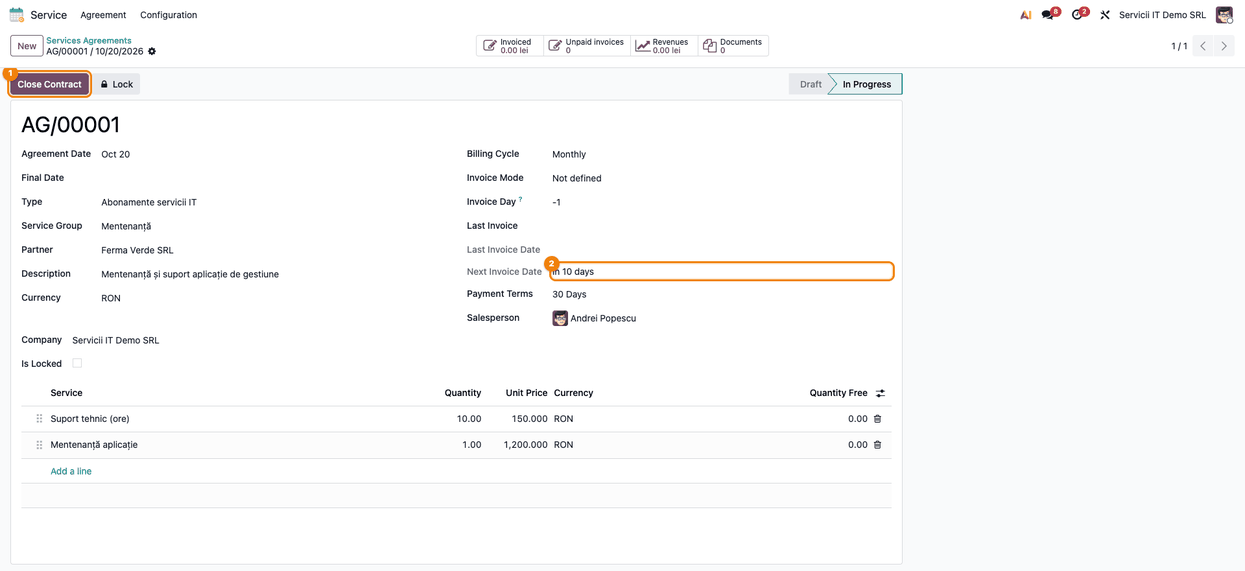 Service Agreement Configuration
AI 8 2 Servicii IT Demo SRL
New Services Agreements
AG/00001 / 10/20/2026
Invoiced 0.00 lei
Unpaid invoices 0
Revenues 0.00 lei
Documents 0
1 / 1
1
Close Contract Lock Draft In Progress
AG/00001
Agreement Date Oct 20
Final Date
Type Abonamente servicii IT
Service Group Mentenanță
Partner Ferma Verde SRL
Description Mentenanță și suport aplicație de gestiune
Currency RON
Billing Cycle Monthly
Invoice Mode Not defined
Invoice Day ? -1
Last Invoice
Last Invoice Date
2
Next Invoice Date in 10 days
Payment Terms 30 Days
Salesperson Andrei Popescu
Company Servicii IT Demo SRL
Is Locked
Service Quantity Unit Price Currency Quantity Free
Suport tehnic (ore) 10.00 150.000 RON 0.00
Mentenanță aplicație 1.00 1,200.000 RON 0.00
Add a line